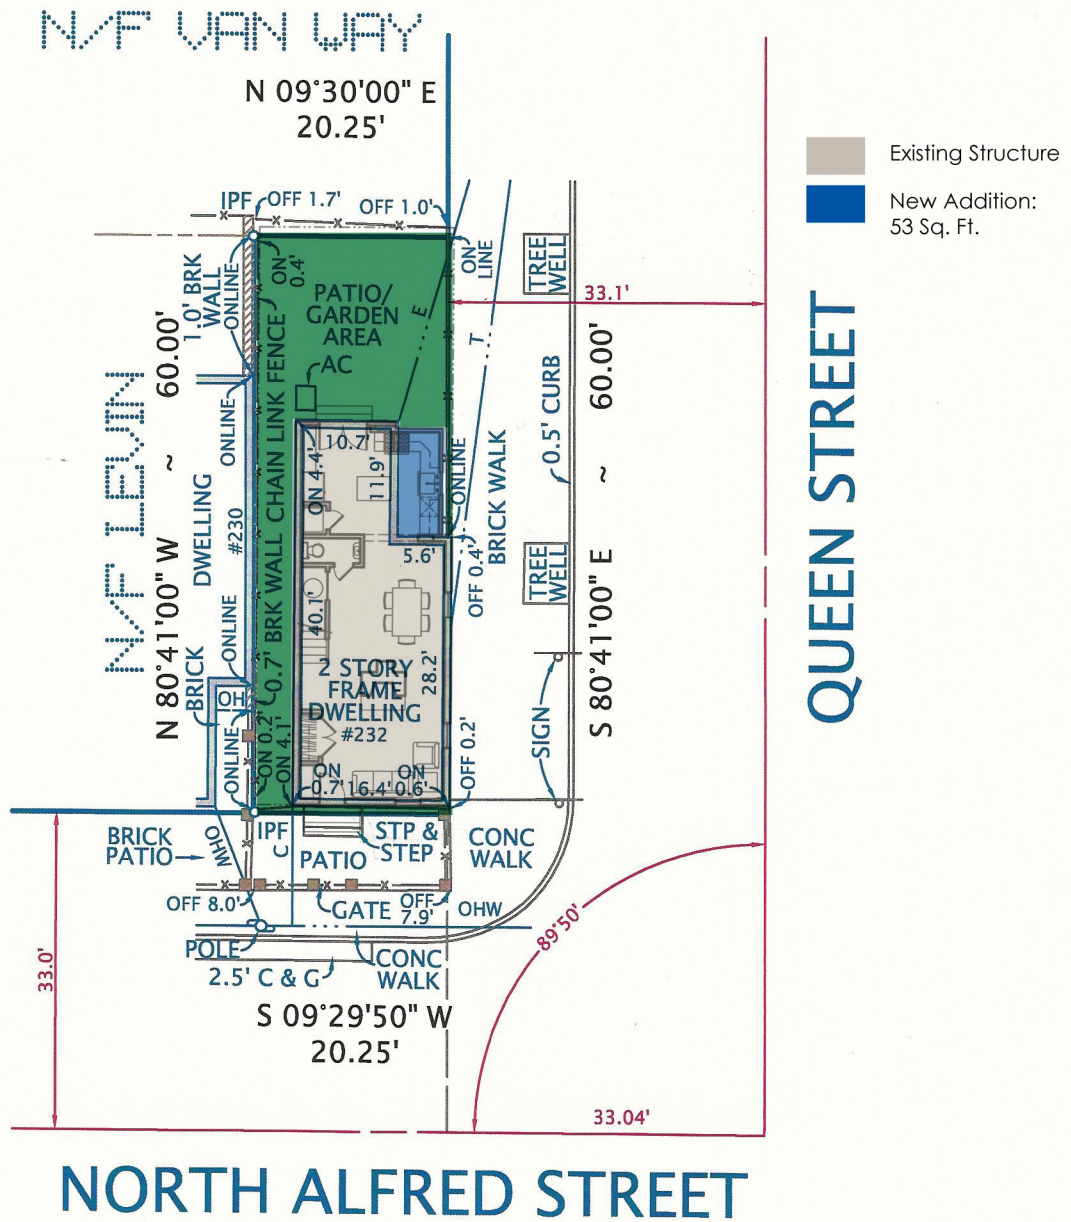 N/F VAN WAY
N 09°30'00" E
20.25'
Existing Structure
New Addition:
53 Sq. Ft.
IPF
OFF 1.7'
OFF 1.0'
ON
LINE
TREE
WELL
33.1'
1.0' BRK
WALL
ONLINE
ON
0.4'
PATIO/
GARDEN
AREA
E
T
AC
N 80°41'00" W ~ 60.00'
S 80°41'00" E ~ 60.00'
0.7' BRK WALL CHAIN LINK FENCE
0.5' CURB
N/F LEVIN
QUEEN STREET
ONLINE
10.7'
ON 4.4'
11.9'
ONLINE
BRICK WALK
DWELLING
#230
5.6'
OFF 0.4'
TREE
WELL
ONLINE
40.1'
28.2'
2 STORY
FRAME
DWELLING
#232
BRICK
OH
ONLINE
ON 0.2'
ON 4.1'
OFF 0.2'
SIGN
ON
0.7'
16.4'
ON
0.6'
BRICK
PATIO
OHW
IPF
C
PATIO
STP &
STEP
CONC
WALK
OFF 8.0'
GATE
OFF
7.9'
OHW
89°50'
33.0'
POLE
2.5' C & G
CONC
WALK
S 09°29'50" W
20.25'
33.04'
NORTH ALFRED STREET